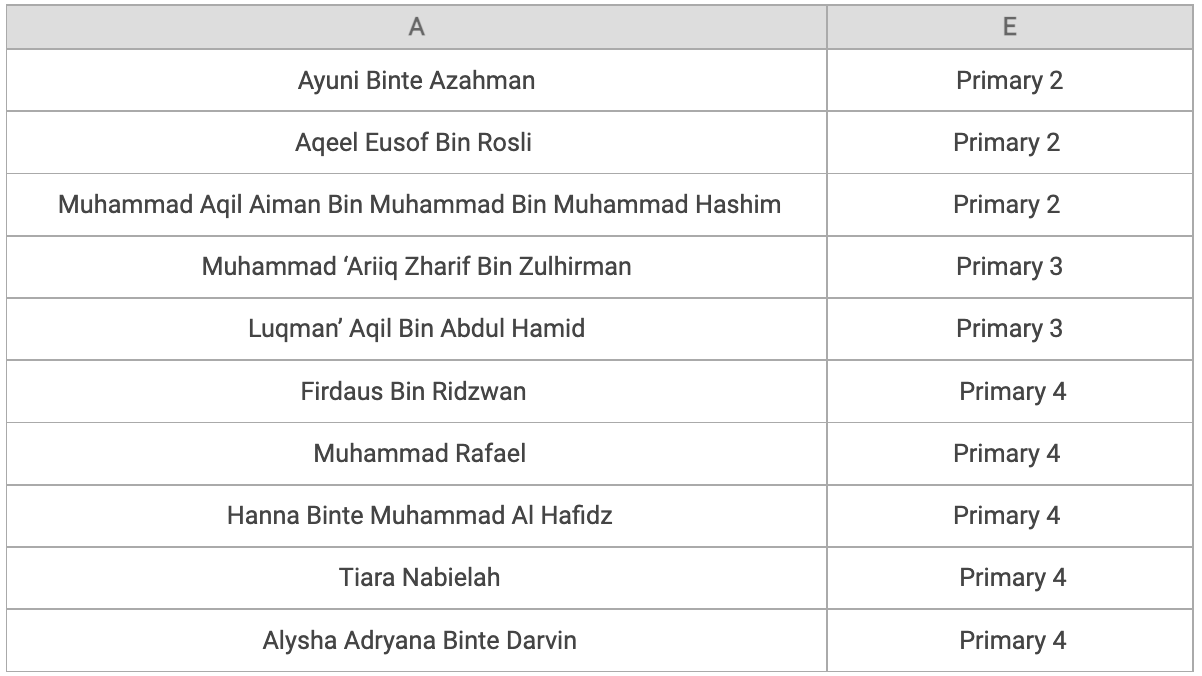 A E
Ayuni Binte Azahman Primary 2
Aqeel Eusof Bin Rosli Primary 2
Muhammad Aqil Aiman Bin Muhammad Bin Muhammad Hashim Primary 2
Muhammad ‘Ariiq Zharif Bin Zulhirman Primary 3
Luqman’ Aqil Bin Abdul Hamid Primary 3
Firdaus Bin Ridzwan Primary 4
Muhammad Rafael Primary 4
Hanna Binte Muhammad Al Hafidz Primary 4
Tiara Nabielah Primary 4
Alysha Adryana Binte Darvin Primary 4